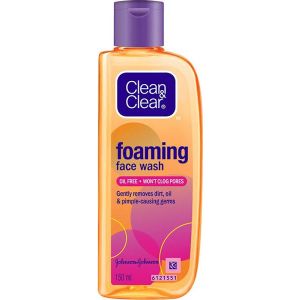 Clean &
Clear®
foaming
face wash
OIL FREE • WON'T CLOG PORES
Gently removes dirt, oil
& pimple-causing germs
Johnson&Johnson
150 ml
6121551